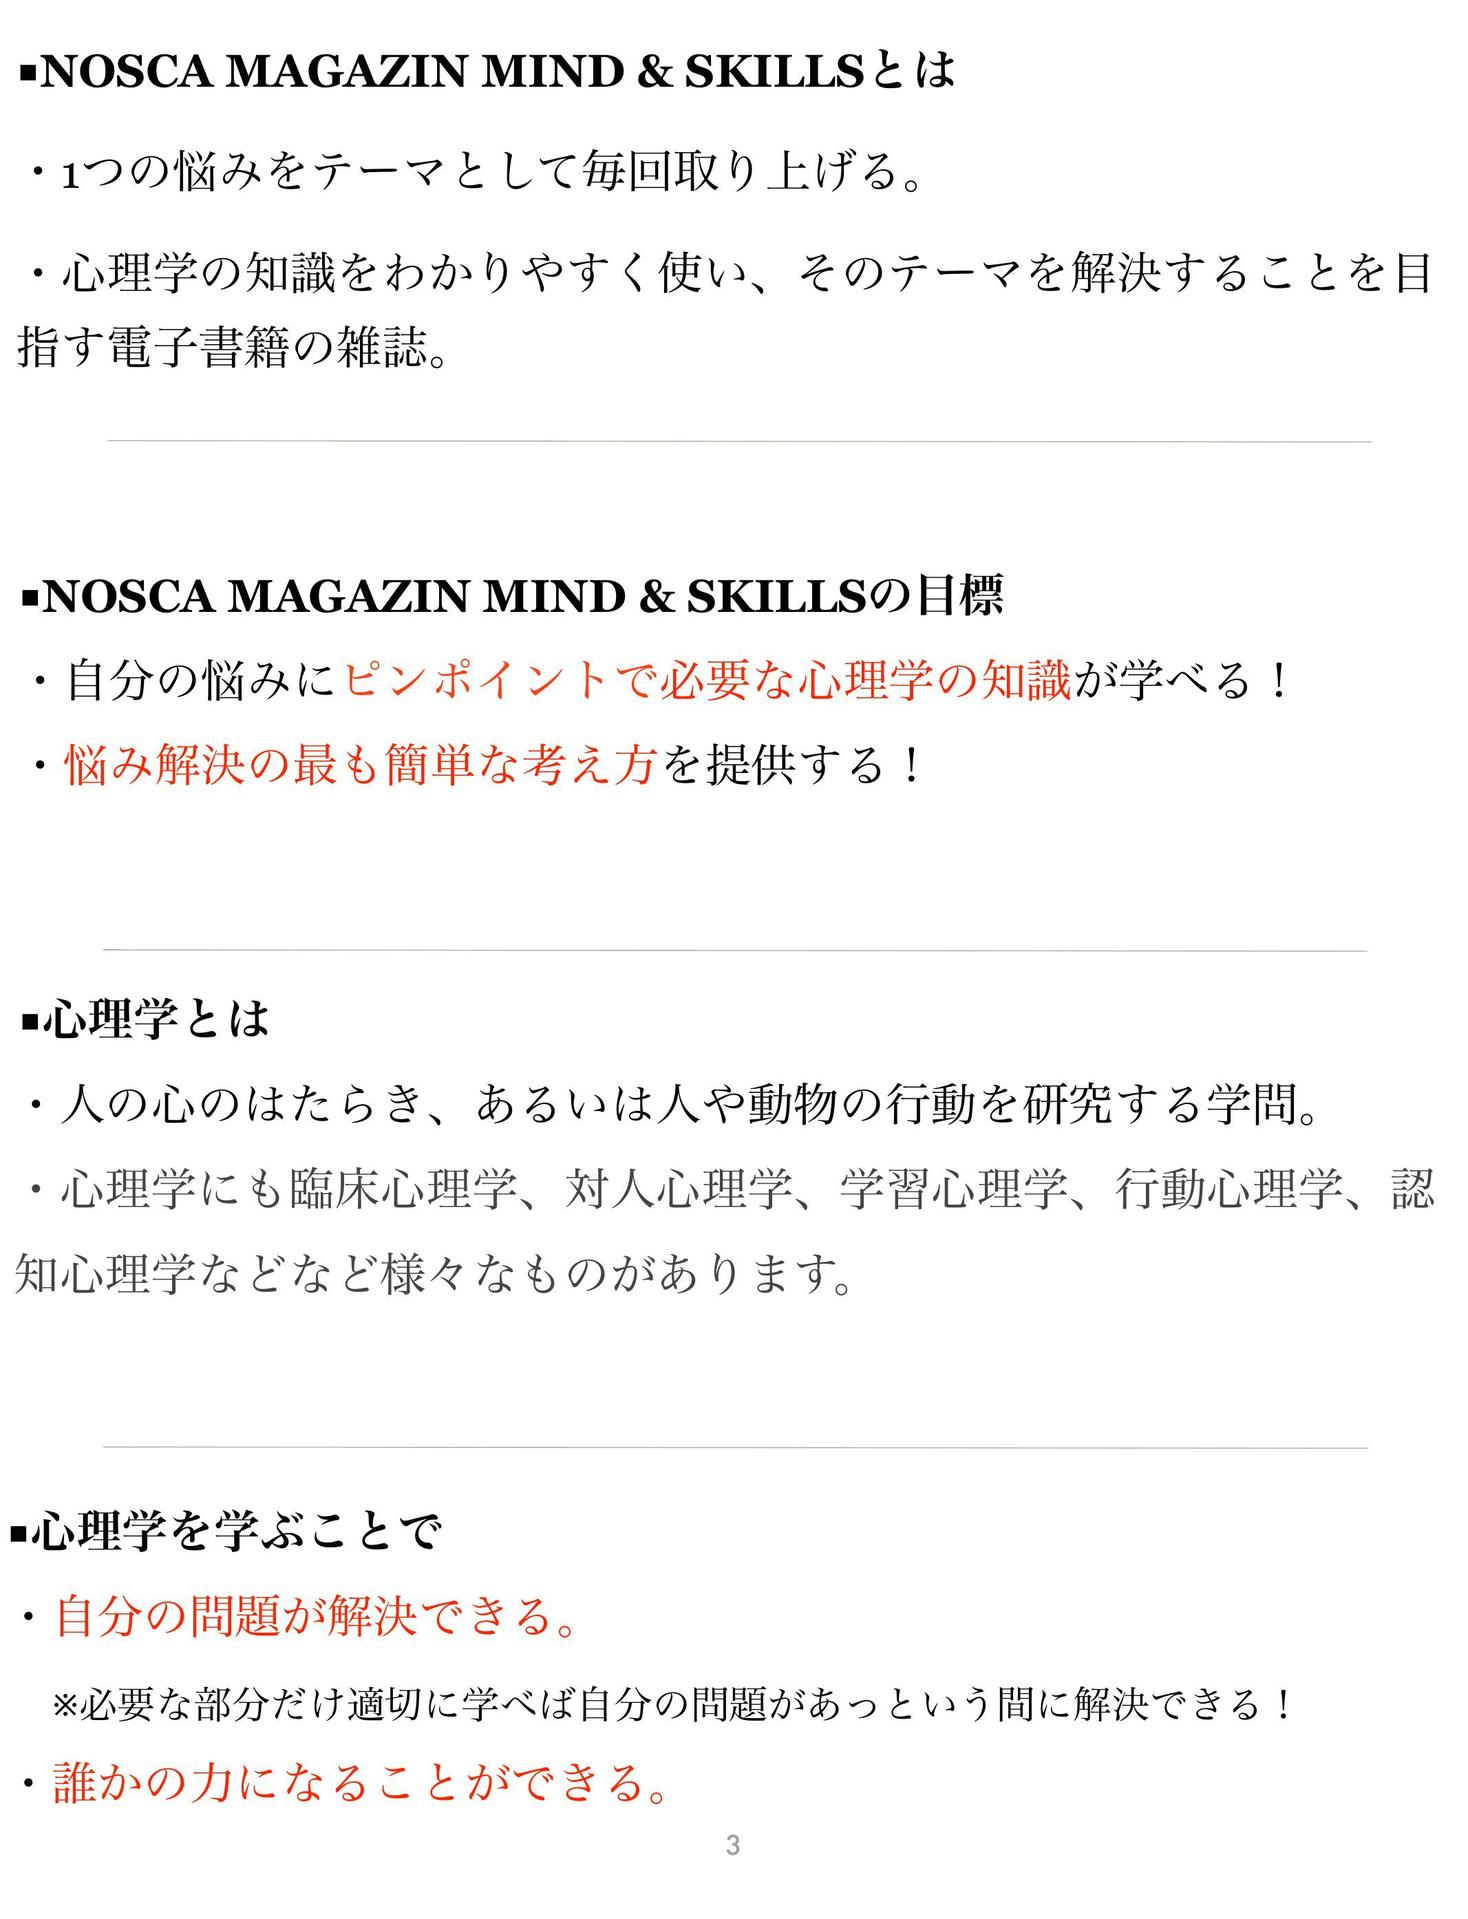 ▪NOSCA MAGAZIN MIND & SKILLSとは
・1つの悩みをテーマとして毎回取り上げる。
・心理学の知識をわかりやすく使い、そのテーマを解決することを目
指す電子書籍の雑誌。
▪NOSCA MAGAZIN MIND & SKILLSの目標
・自分の悩みにピンポイントで必要な心理学の知識が学べる！
・悩み解決の最も簡単な考え方を提供する！
▪心理学とは
・人の心のはたらき、あるいは人や動物の行動を研究する学問。
・心理学にも臨床心理学、対人心理学、学習心理学、行動心理学、認
知心理学などなど様々なものがあります。
▪心理学を学ぶことで
・自分の問題が解決できる。
※必要な部分だけ適切に学べば自分の問題があっという間に解決できる！
・誰かの力になることができる。
3